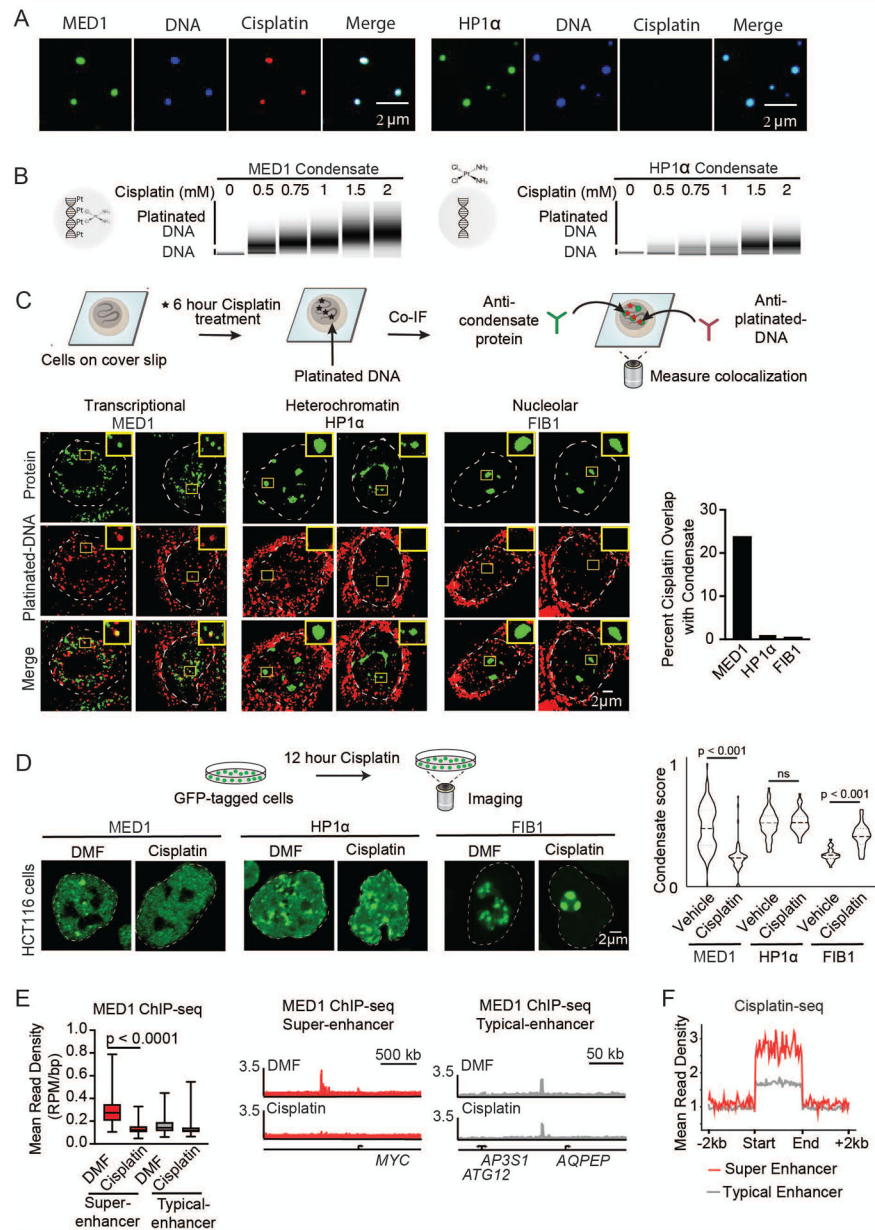 A
MED1 DNA Cisplatin Merge
HP1α DNA Cisplatin Merge
2 µm
2 µm
B
MED1 Condensate
Cisplatin (mM) 0 0.5 0.75 1 1.5 2
Platinated
DNA
DNA
Pt
Pt
Pt
Pt
Cl NH₃
Pt
Cl NH₃
HP1α Condensate
Cisplatin (mM) 0 0.5 0.75 1 1.5 2
Platinated
DNA
DNA
C
Cells on cover slip
★ 6 hour Cisplatin
treatment
Platinated DNA
Co-IF
Anti-
condensate
protein
Anti-
platinated-
DNA
Measure colocalization
Transcriptional
MED1
Heterochromatin
HP1α
Nucleolar
FIB1
Protein
Platinated-DNA
Merge
2µm
Percent Cisplatin Overlap
with Condensate
30
20
10
0
MED1
HP1α
FIB1
D
GFP-tagged cells
12 hour Cisplatin
Imaging
MED1
HP1α
FIB1
DMF Cisplatin
DMF Cisplatin
DMF Cisplatin
HCT116 cells
2µm
Condensate score
1
0
p < 0.001
ns
p < 0.001
Vehicle
Cisplatin
Vehicle
Cisplatin
Vehicle
Cisplatin
MED1 HP1α FIB1
E
MED1 ChIP-seq
p < 0.0001
Mean Read Density
(RPM/bp)
1.0
0.8
0.6
0.4
0.2
0.0
DMF
Cisplatin
DMF
Cisplatin
Super-
enhancer
Typical-
enhancer
MED1 ChIP-seq
Super-enhancer
500 kb
3.5
DMF
3.5
Cisplatin
MYC
MED1 ChIP-seq
Typical-enhancer
50 kb
3.5
DMF
3.5
Cisplatin
AP3S1 AQPEP
ATG12
F
Cisplatin-seq
Mean Read Density
3
2
1
-2kb Start End +2kb
Super Enhancer
Typical Enhancer